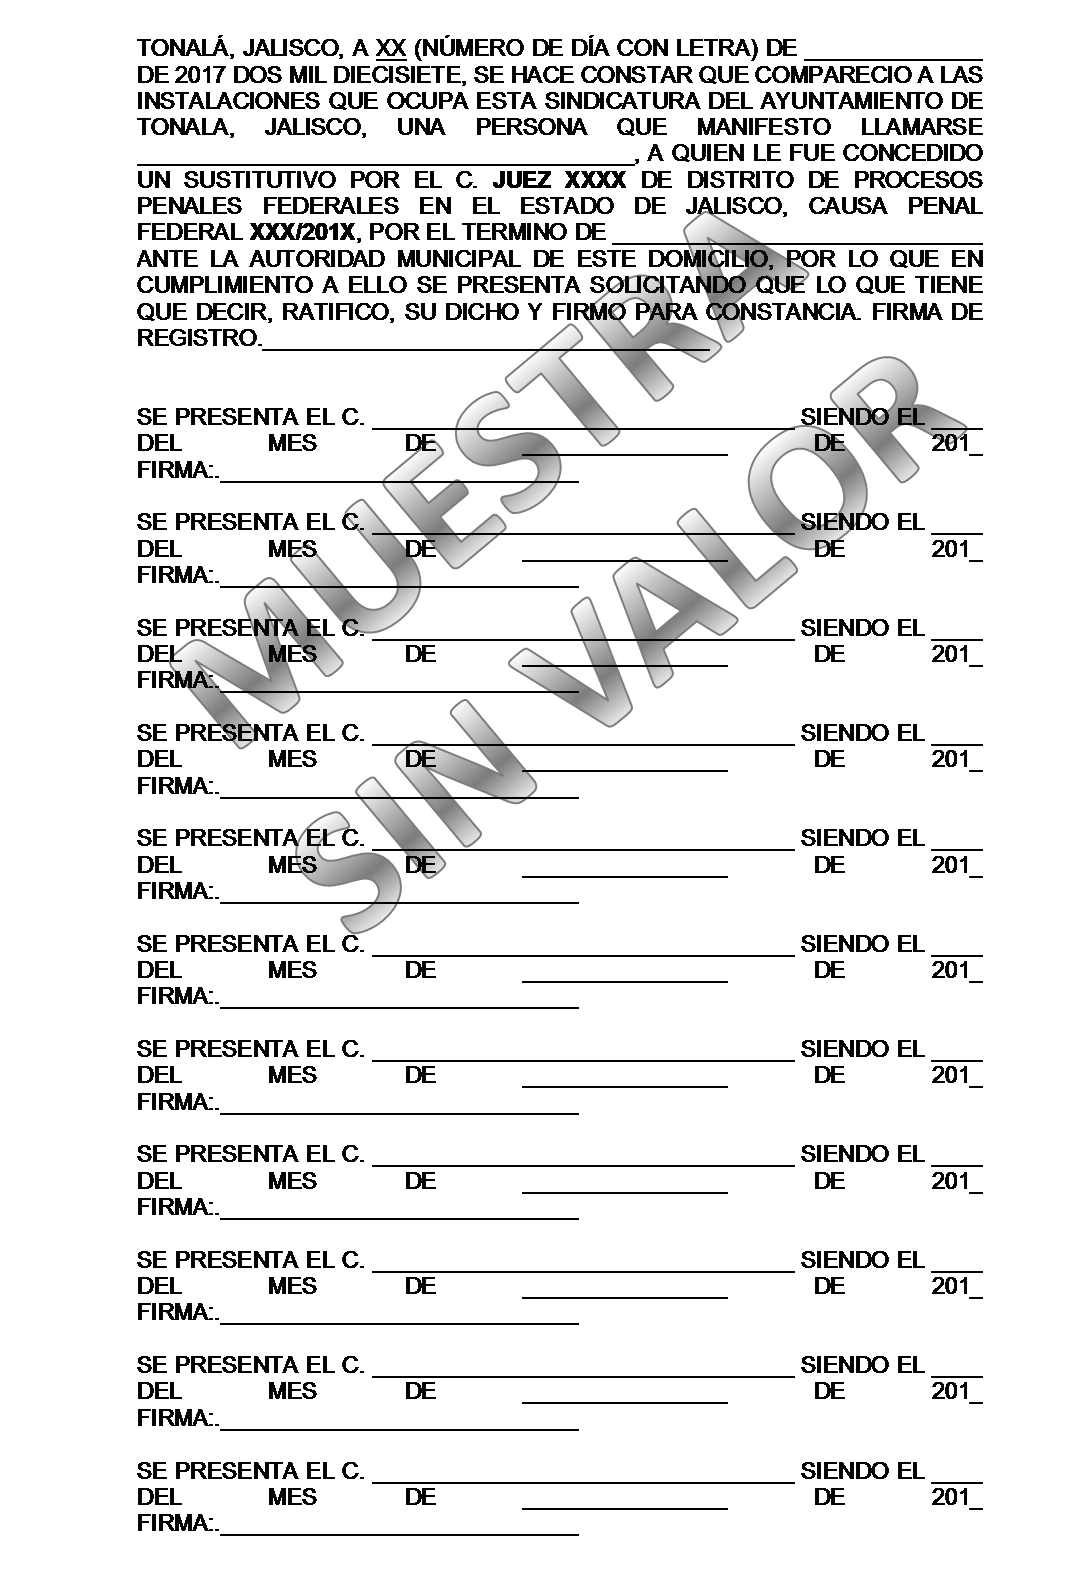 TONALÁ, JALISCO, A XX (NÚMERO DE DÍA CON LETRA) DE ______________
DE 2017 DOS MIL DIECISIETE, SE HACE CONSTAR QUE COMPARECIO A LAS
INSTALACIONES QUE OCUPA ESTA SINDICATURA DEL AYUNTAMIENTO DE
TONALA, JALISCO, UNA PERSONA QUE MANIFESTO LLAMARSE
_______________________________________, A QUIEN LE FUE CONCEDIDO
UN SUSTITUTIVO POR EL C. JUEZ XXXX DE DISTRITO DE PROCESOS
PENALES FEDERALES EN EL ESTADO DE JALISCO, CAUSA PENAL
FEDERAL XXX/201X, POR EL TERMINO DE _____________________________
ANTE LA AUTORIDAD MUNICIPAL DE ESTE DOMICILIO, POR LO QUE EN
CUMPLIMIENTO A ELLO SE PRESENTA SOLICITANDO QUE LO QUE TIENE
QUE DECIR, RATIFICO, SU DICHO Y FIRMO PARA CONSTANCIA. FIRMA DE
REGISTRO.___________________________________
SE PRESENTA EL C. _________________________________ SIENDO EL ____
DEL MES DE ________________ DE 201_
FIRMA:.____________________________
SE PRESENTA EL C. _________________________________ SIENDO EL ____
DEL MES DE ________________ DE 201_
FIRMA:.____________________________
SE PRESENTA EL C. _________________________________ SIENDO EL ____
DEL MES DE ________________ DE 201_
FIRMA:.____________________________
SE PRESENTA EL C. _________________________________ SIENDO EL ____
DEL MES DE ________________ DE 201_
FIRMA:.____________________________
SE PRESENTA EL C. _________________________________ SIENDO EL ____
DEL MES DE ________________ DE 201_
FIRMA:.____________________________
SE PRESENTA EL C. _________________________________ SIENDO EL ____
DEL MES DE ________________ DE 201_
FIRMA:.____________________________
SE PRESENTA EL C. _________________________________ SIENDO EL ____
DEL MES DE ________________ DE 201_
FIRMA:.____________________________
SE PRESENTA EL C. _________________________________ SIENDO EL ____
DEL MES DE ________________ DE 201_
FIRMA:.____________________________
SE PRESENTA EL C. _________________________________ SIENDO EL ____
DEL MES DE ________________ DE 201_
FIRMA:.____________________________
SE PRESENTA EL C. _________________________________ SIENDO EL ____
DEL MES DE ________________ DE 201_
FIRMA:.____________________________
SE PRESENTA EL C. _________________________________ SIENDO EL ____
DEL MES DE ________________ DE 201_
FIRMA:.____________________________
MUESTRA
SIN VALOR